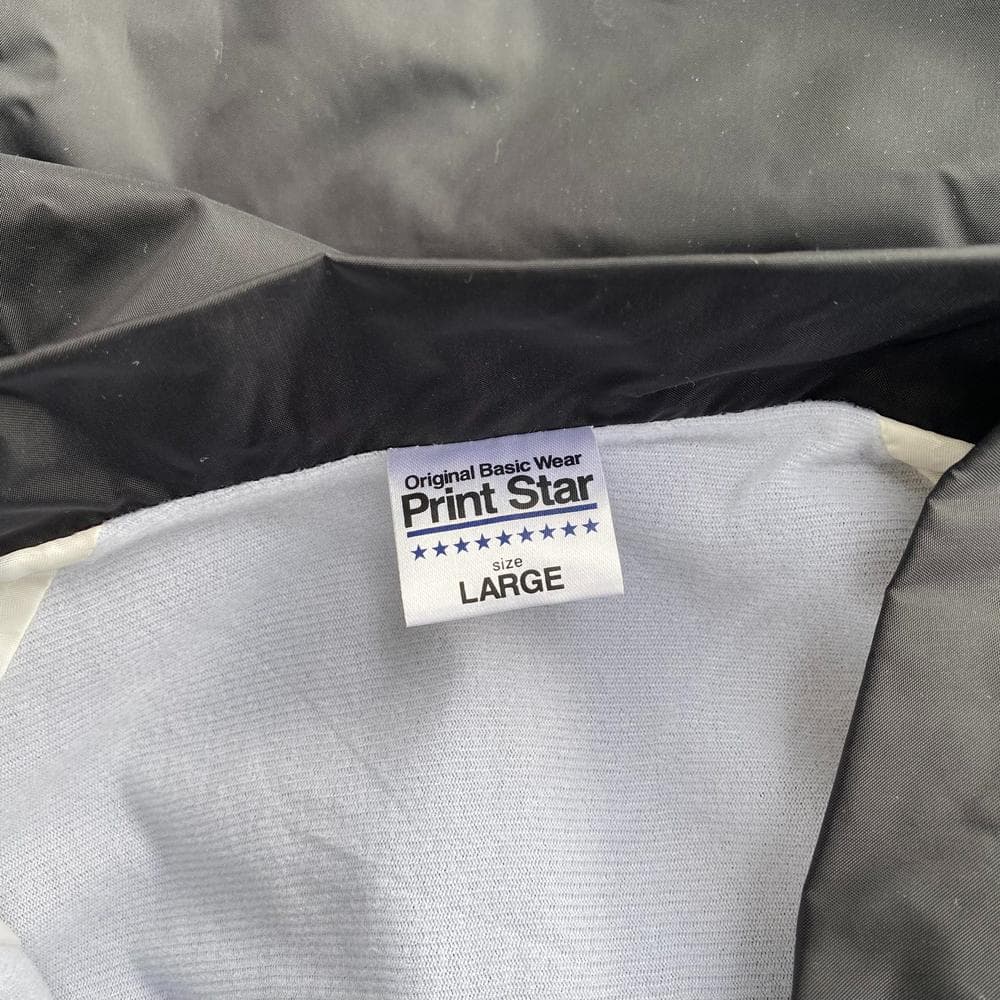 Original Basic Wear
Print Star
size
LARGE